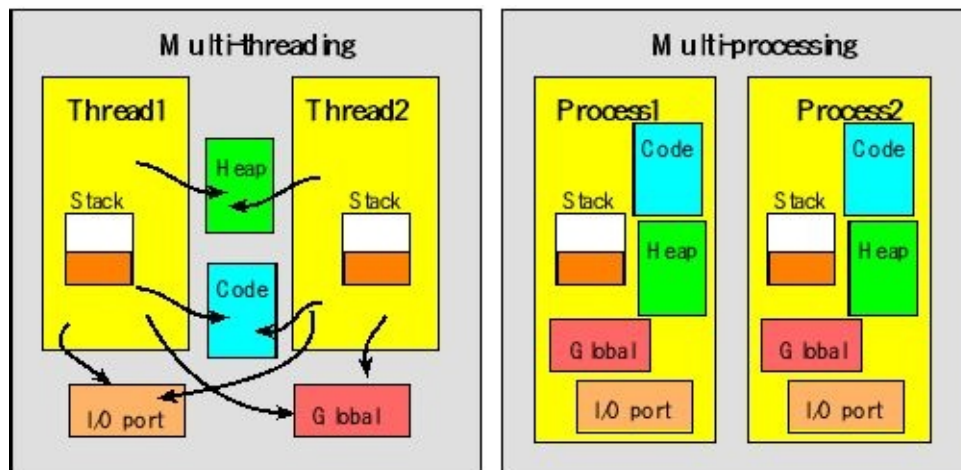 Multi-threading
Thread1
Thread2
Heap
Stack
Stack
Code
I/O port
Global
Multi-processing
Process1
Process2
Code
Code
Stack
Stack
Heap
Heap
Global
Global
I/O port
I/O port